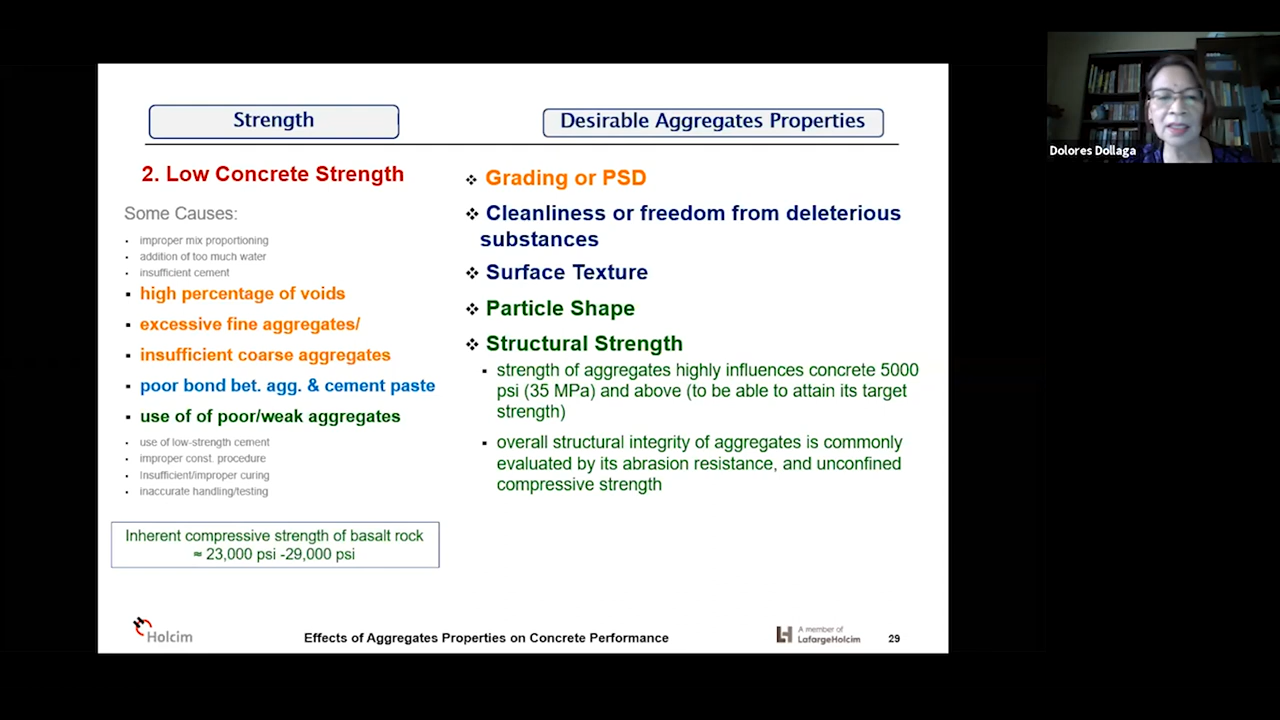 Strength
Desirable Aggregates Properties
2. Low Concrete Strength
Some Causes:
• improper mix proportioning
• addition of too much water
• insufficient cement
▪ high percentage of voids
▪ excessive fine aggregates/
▪ insufficient coarse aggregates
▪ poor bond bet. agg. & cement paste
▪ use of of poor/weak aggregates
• use of low-strength cement
• improper const. procedure
• Insufficient/improper curing
• inaccurate handling/testing
Inherent compressive strength of basalt rock
≈ 23,000 psi -29,000 psi
❖ Grading or PSD
❖ Cleanliness or freedom from deleterious
substances
❖ Surface Texture
❖ Particle Shape
❖ Structural Strength
▪ strength of aggregates highly influences concrete 5000
psi (35 MPa) and above (to be able to attain its target
strength)
▪ overall structural integrity of aggregates is commonly
evaluated by its abrasion resistance, and unconfined
compressive strength
Holcim
Effects of Aggregates Properties on Concrete Performance
A member of
LafargeHolcim
29
Dolores Dollaga